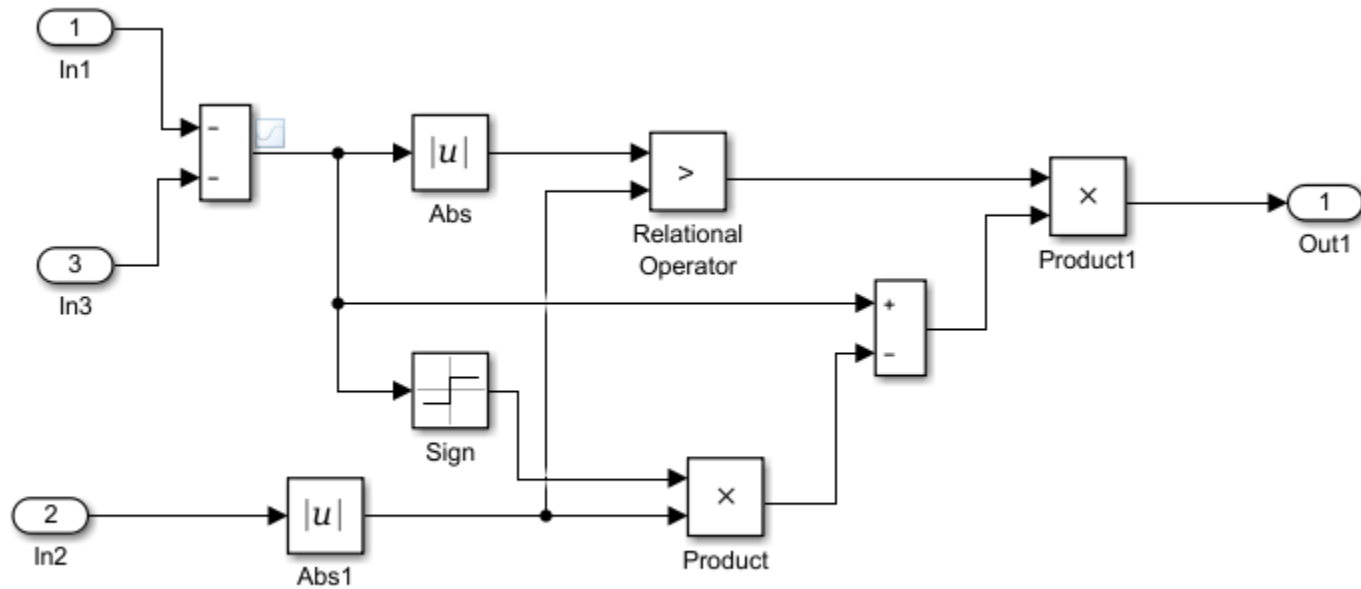 1
In1
−
−
3
In3
|u|
Abs
>
Relational
Operator
×
Product1
1
Out1
+
−
Sign
2
In2
|u|
Abs1
×
Product